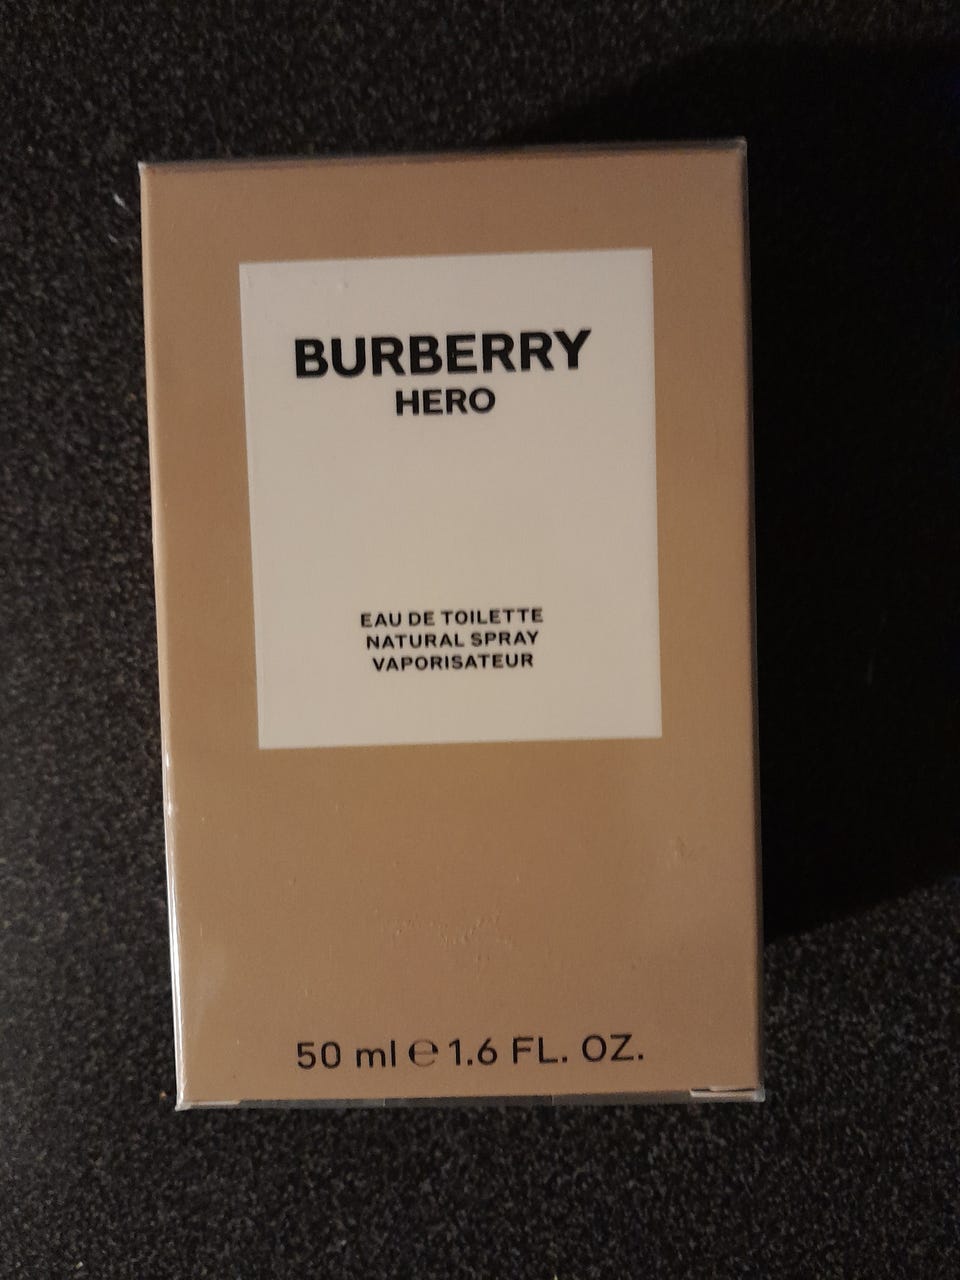 BURBERRY
HERO
EAU DE TOILETTE
NATURAL SPRAY
VAPORISATEUR
50 ml ℮ 1.6 FL. OZ.